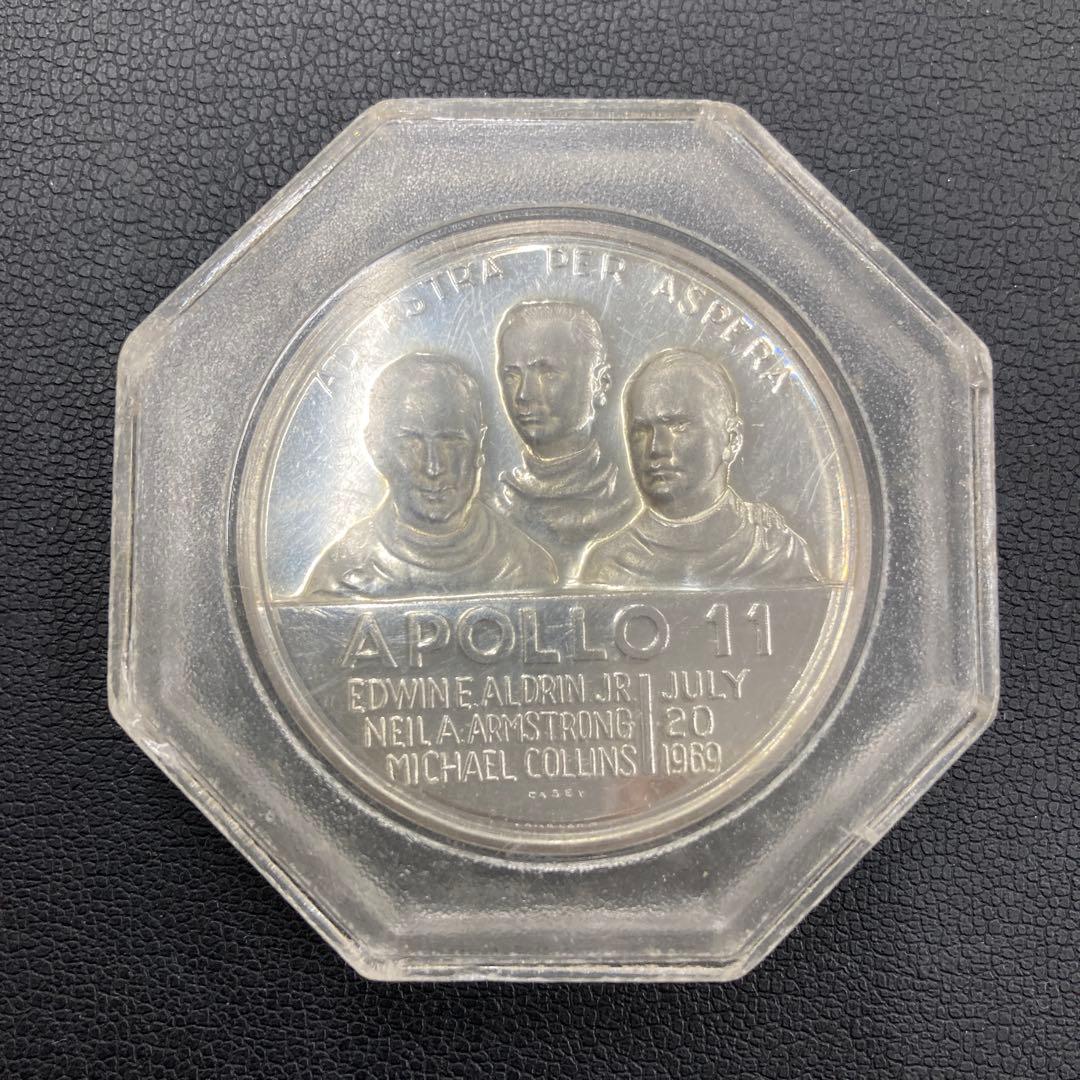 AD ASTRA PER ASPERA
APOLLO 11
EDWIN E. ALDRIN JR
NEIL A. ARMSTRONG
MICHAEL COLLINS
JULY
20
1969
CASEY